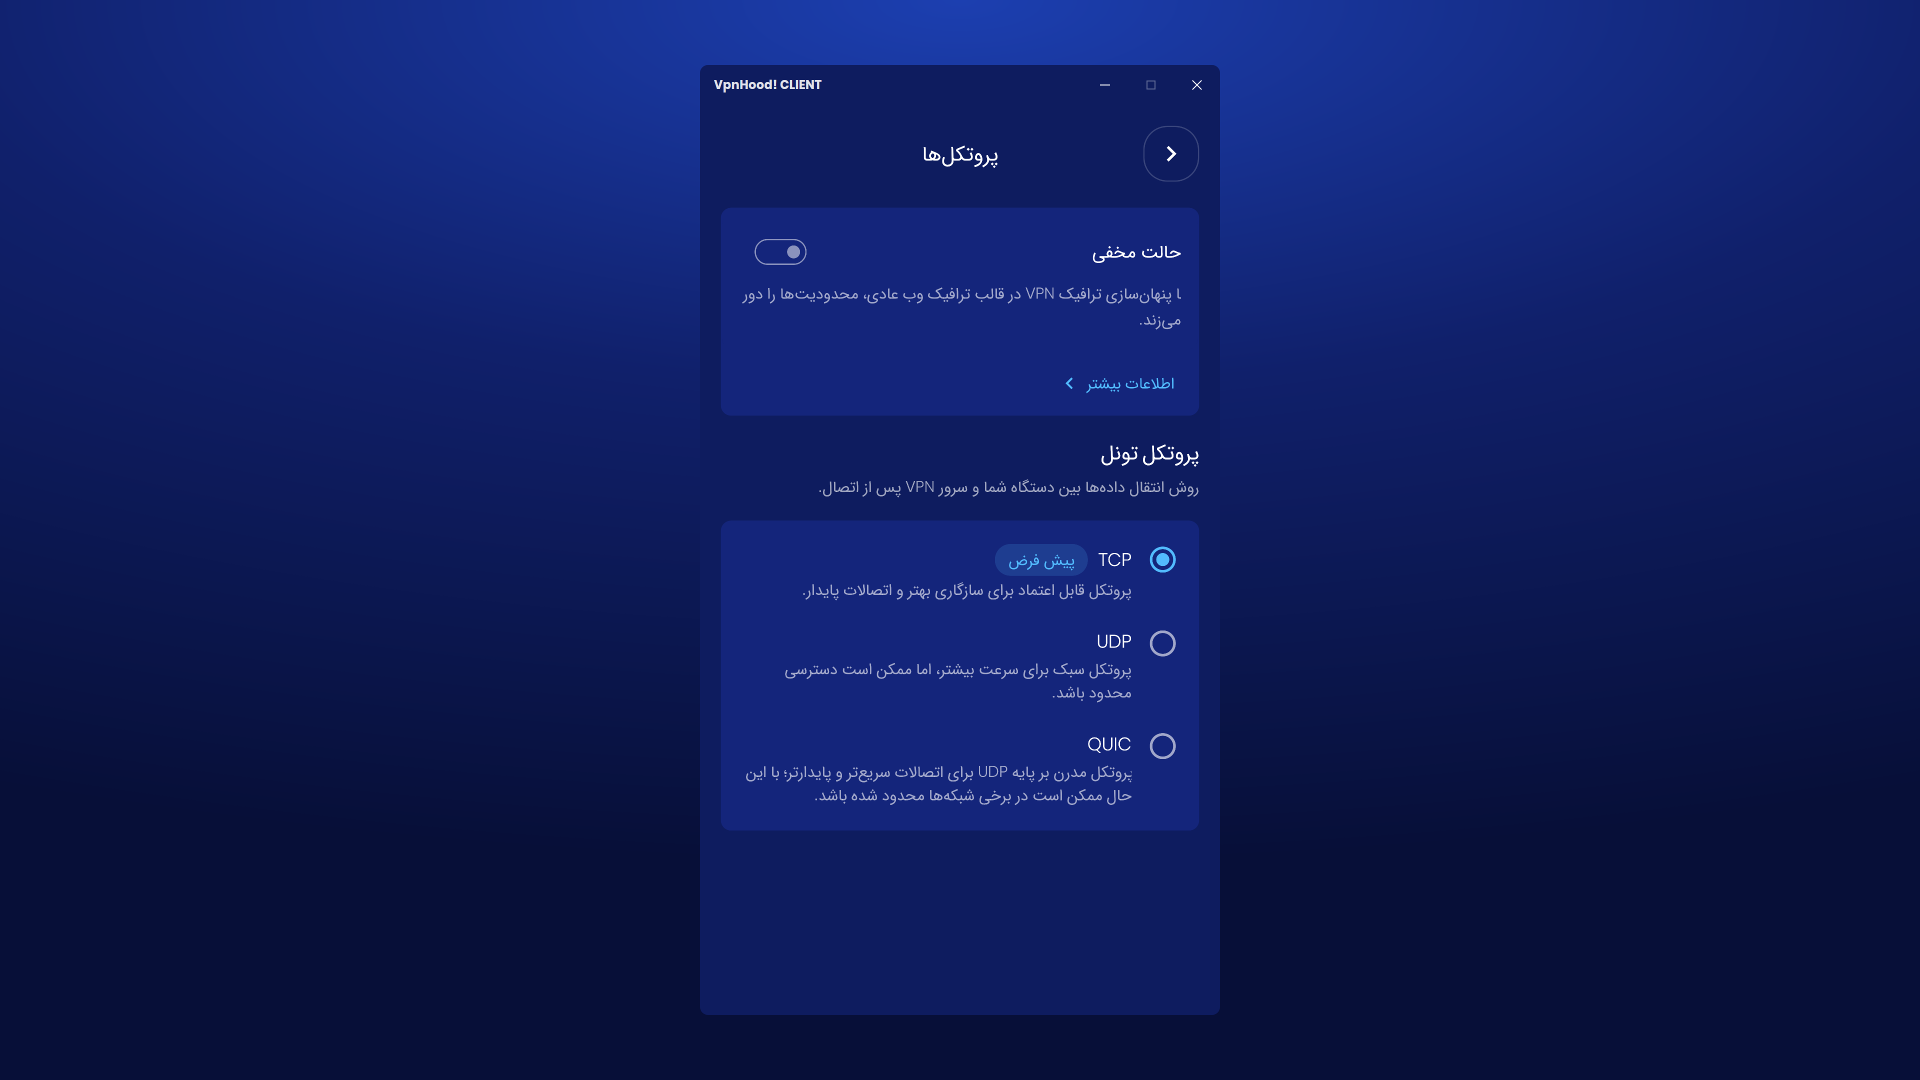 VpnHood! CLIENT
پروتکل‌ها
حالت مخفی
با پنهان‌سازی ترافیک VPN در قالب ترافیک وب عادی، محدودیت‌ها را دور
می‌زند.
اطلاعات بیشتر
پروتکل تونل
روش انتقال داده‌ها بین دستگاه شما و سرور VPN پس از اتصال.
TCP پیش فرض
پروتکل قابل اعتماد برای سازگاری بهتر و اتصالات پایدار.
UDP
پروتکل سبک برای سرعت بیشتر، اما ممکن است دسترسی
محدود باشد.
QUIC
پروتکل مدرن بر پایه UDP برای اتصالات سریع‌تر و پایدارتر؛ با این
حال ممکن است در برخی شبکه‌ها محدود شده باشد.